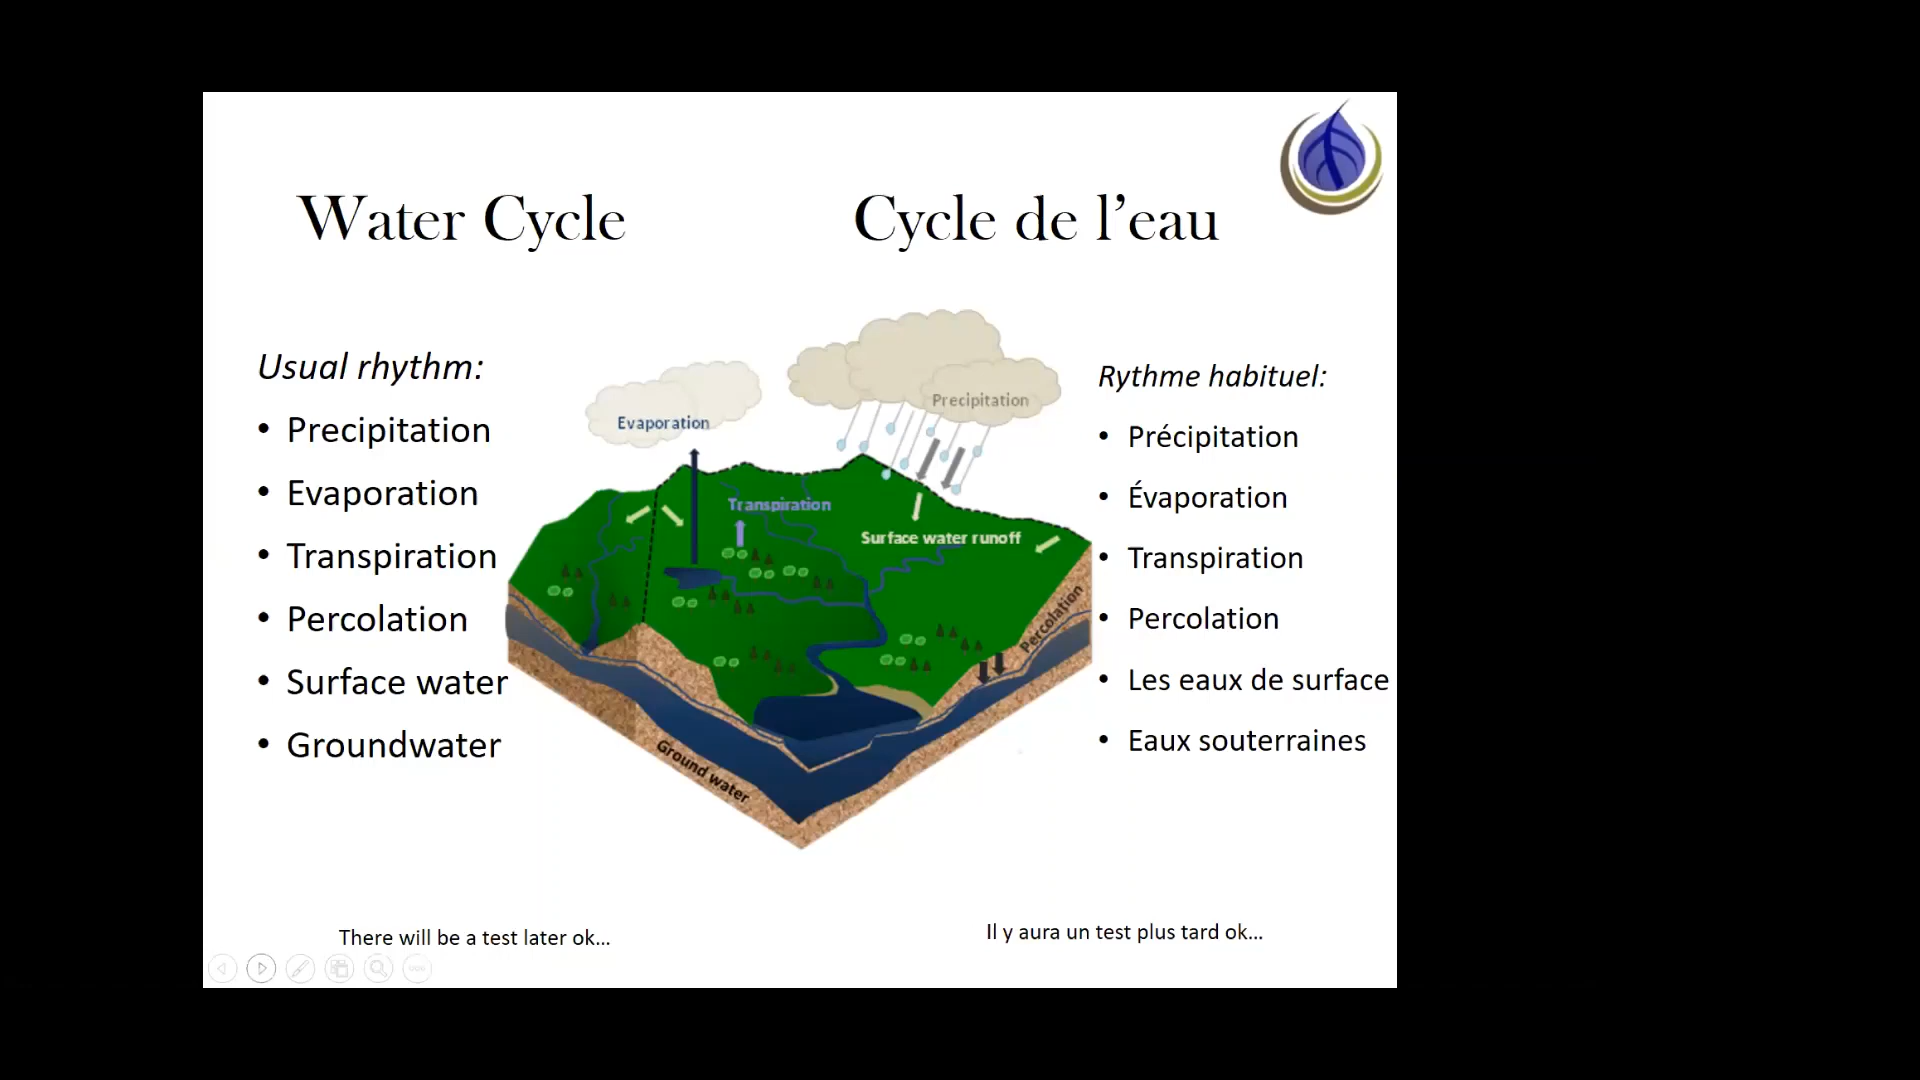 Water Cycle
Cycle de l’eau
Usual rhythm:
• Precipitation
• Evaporation
• Transpiration
• Percolation
• Surface water
• Groundwater
Evaporation
Precipitation
Transpiration
Surface water runoff
Percolation
Ground water
Rythme habituel:
• Précipitation
• Évaporation
• Transpiration
• Percolation
• Les eaux de surface
• Eaux souterraines
There will be a test later ok...
Il y aura un test plus tard ok...